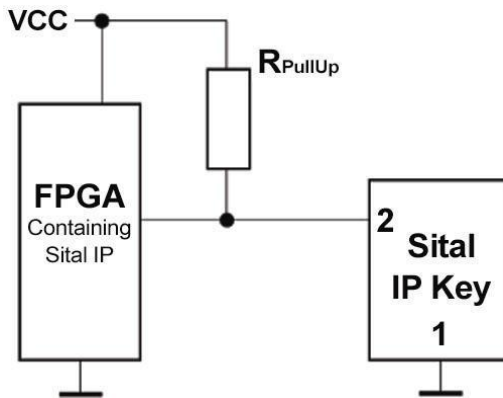 VCC
RPullUp
FPGA
Containing
Sital IP
2
Sital
IP Key
1